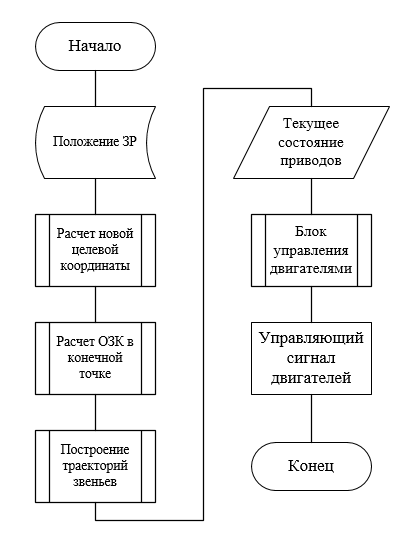 Начало
Положение ЗР
Расчет новой
целевой
координаты
Расчет ОЗК в
конечной
точке
Построение
траекторий
звеньев
Текущее
состояние
приводов
Блок
управления
двигателями
Управляющий
сигнал
двигателей
Конец